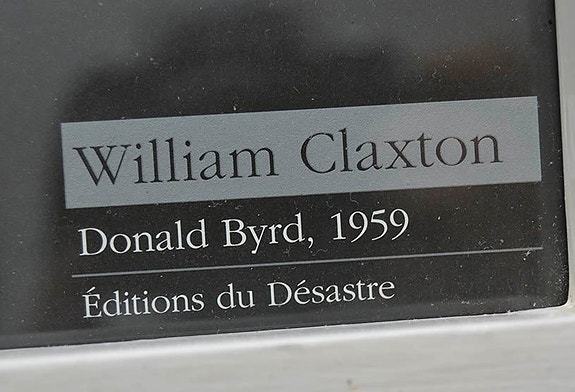 William Claxton
Donald Byrd, 1959
Éditions du Désastre